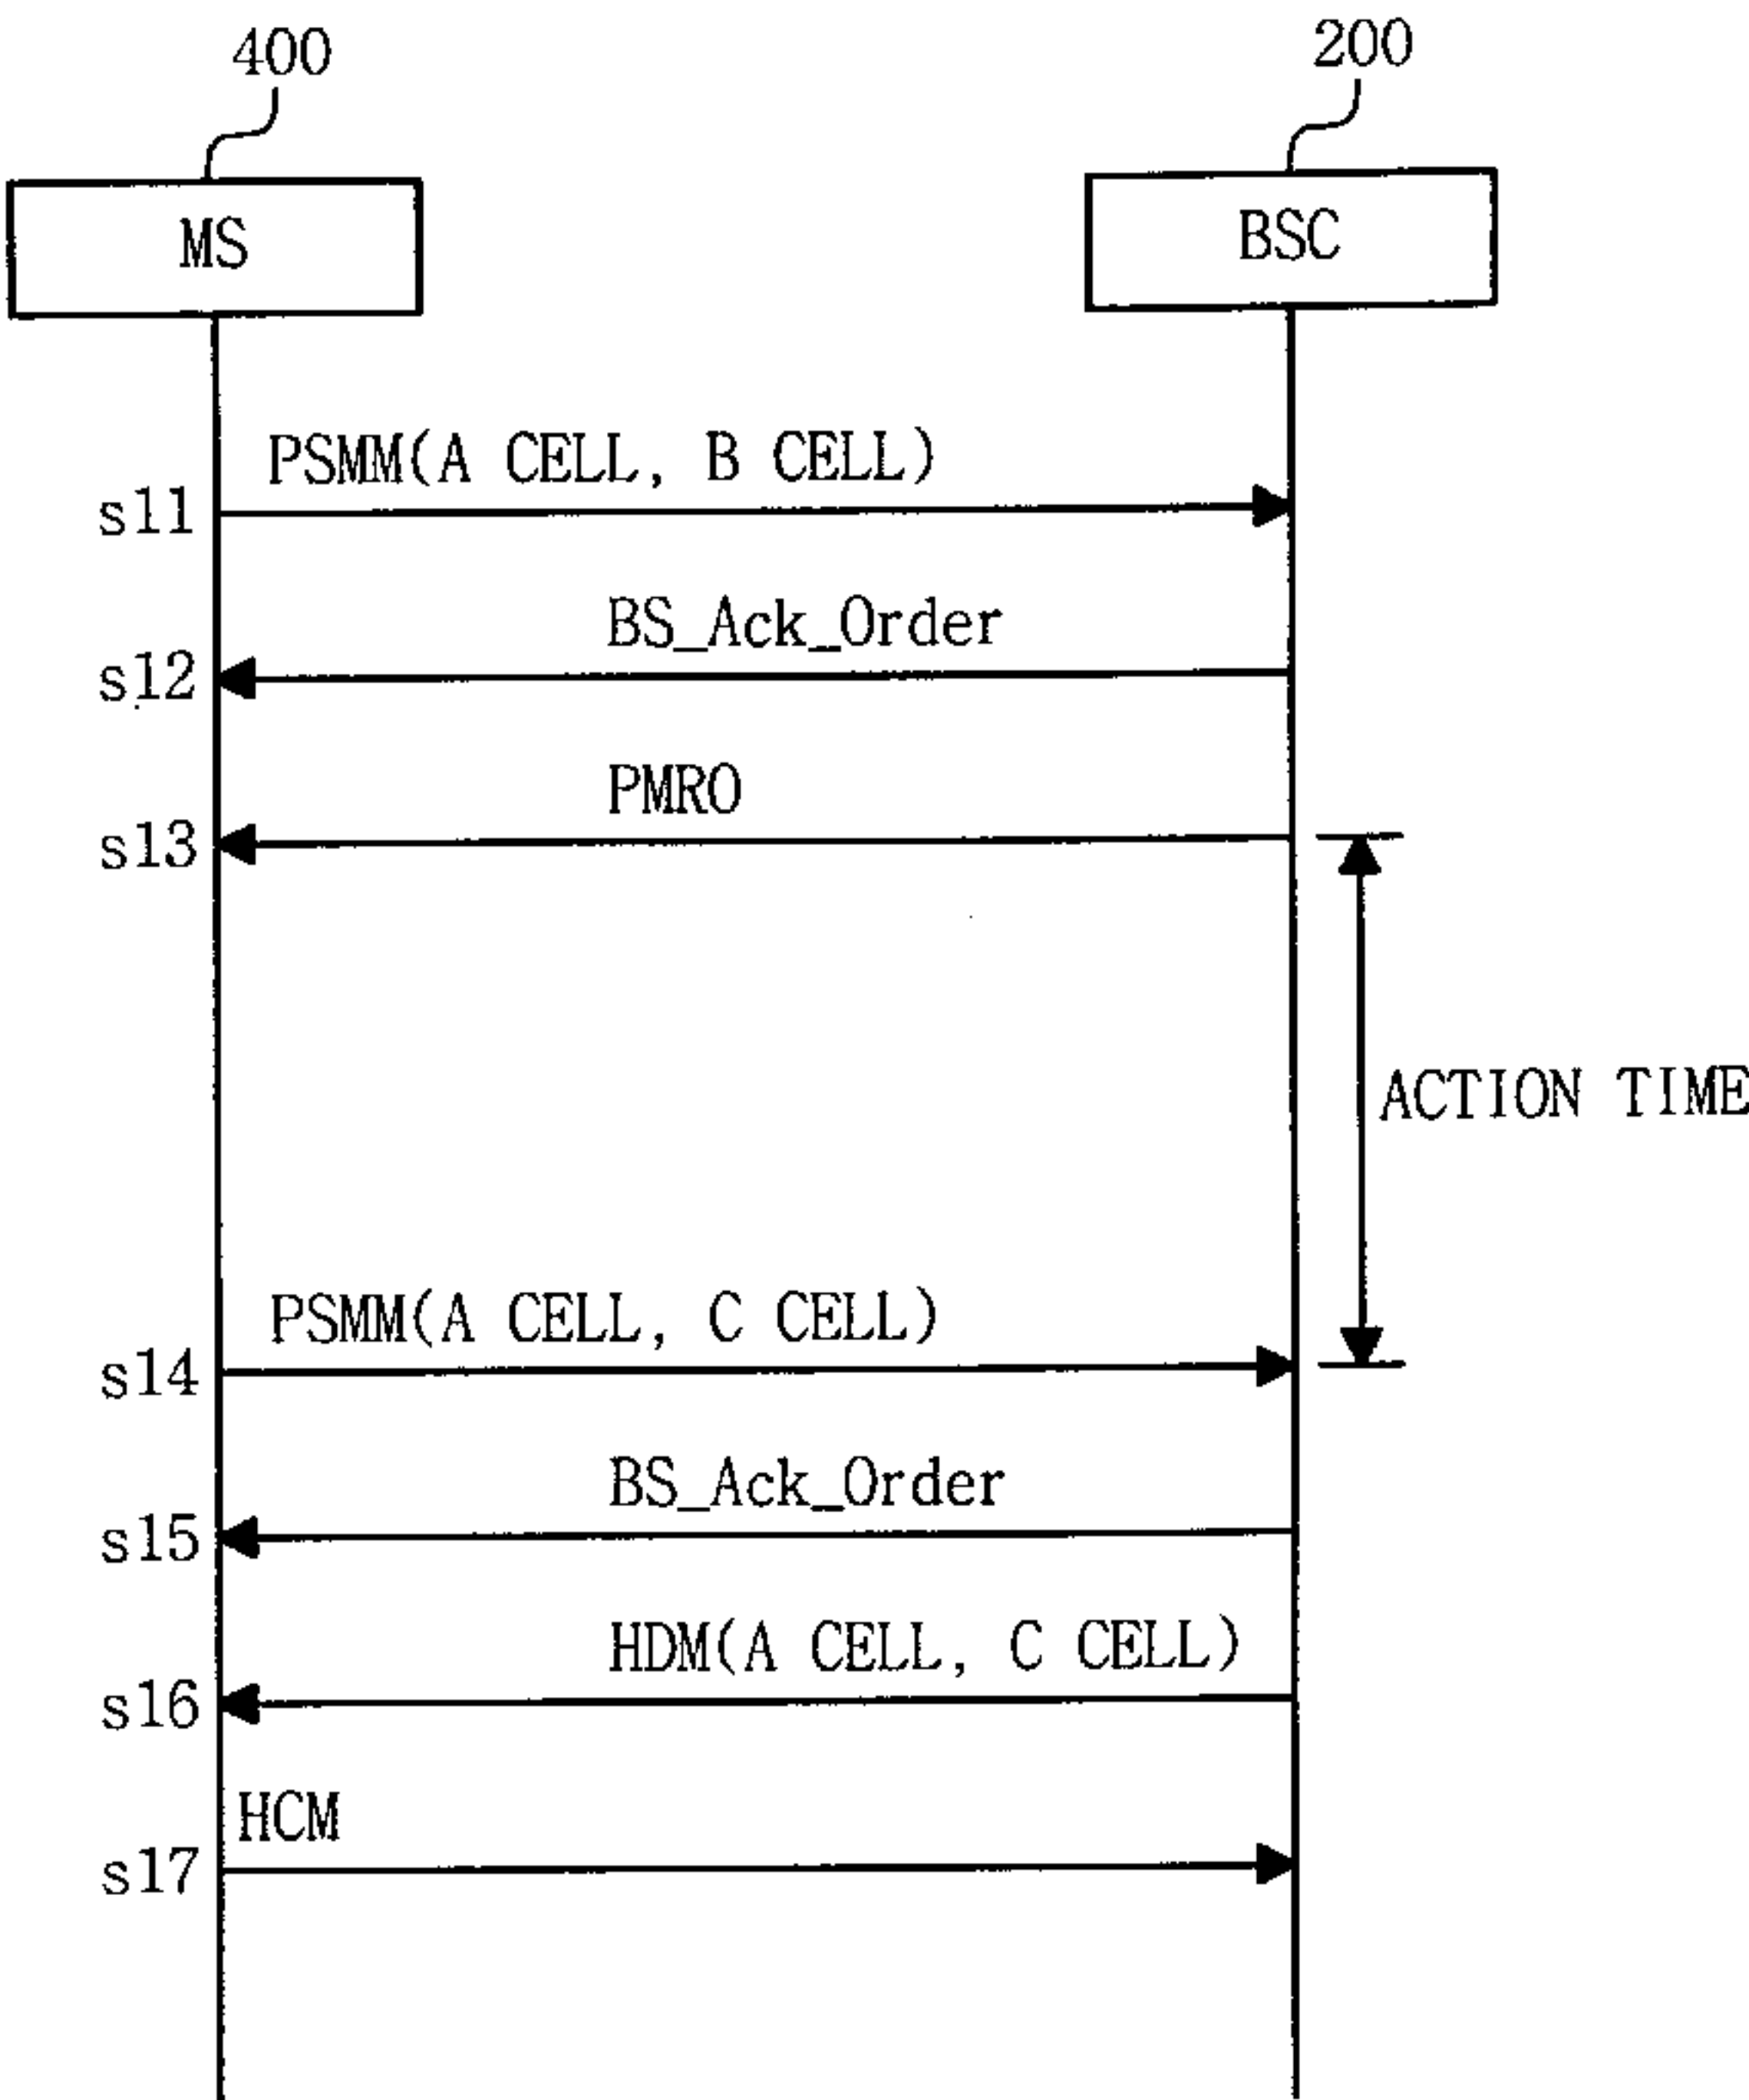 400
200
MS
BSC
PSMM(A CELL, B CELL)
s11
BS_Ack_Order
s12
PMRO
s13
ACTION TIME
PSMM(A CELL, C CELL)
s14
BS_Ack_Order
s15
HDM(A CELL, C CELL)
s16
HCM
s17